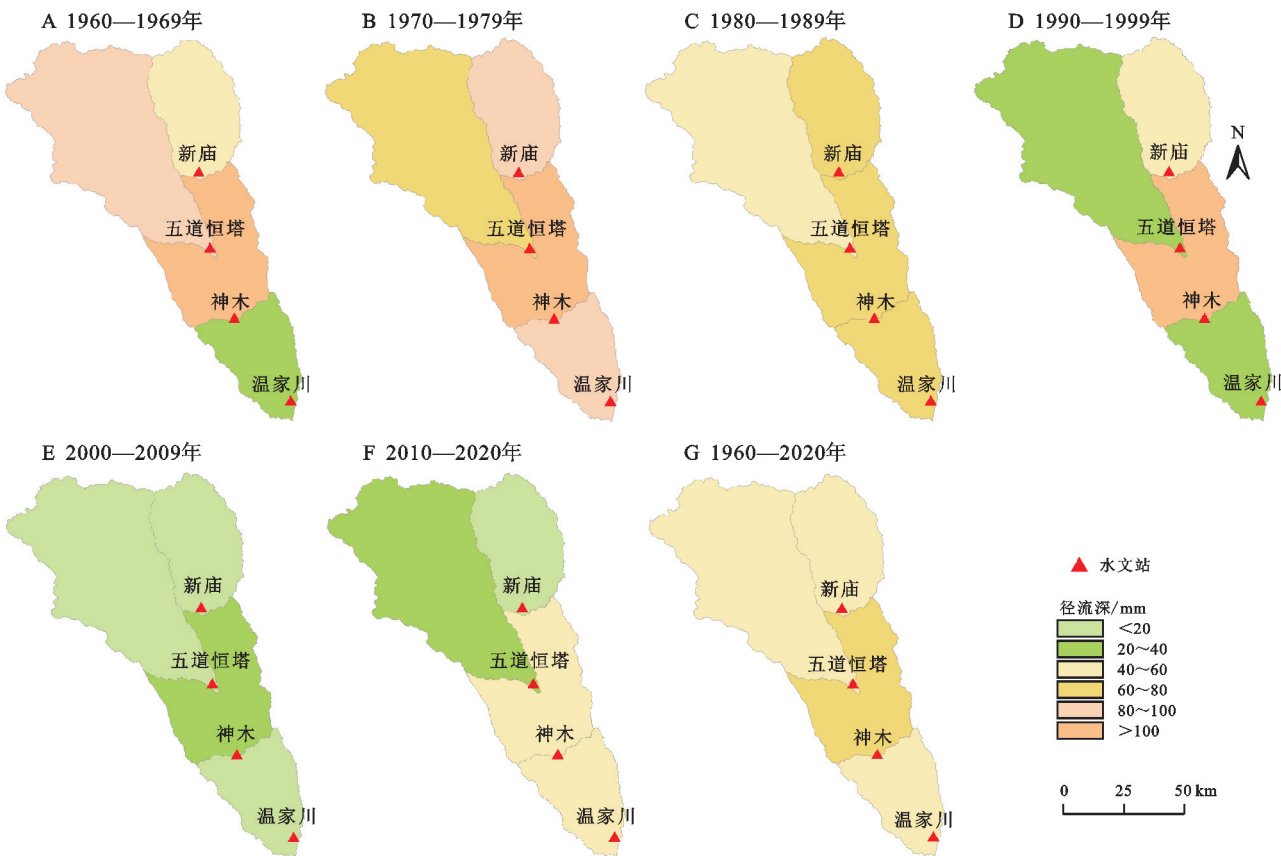 A 1960—1969年
B 1970—1979年
C 1980—1989年
D 1990—1999年
新庙
五道恒塔
神木
温家川
新庙
五道恒塔
神木
温家川
新庙
五道恒塔
神木
温家川
新庙
五道恒塔
神木
温家川
N
E 2000—2009年
F 2010—2020年
G 1960—2020年
新庙
五道恒塔
神木
温家川
新庙
五道恒塔
神木
温家川
新庙
五道恒塔
神木
温家川
水文站
径流深/mm
<20
20~40
40~60
60~80
80~100
>100
0 25 50 km